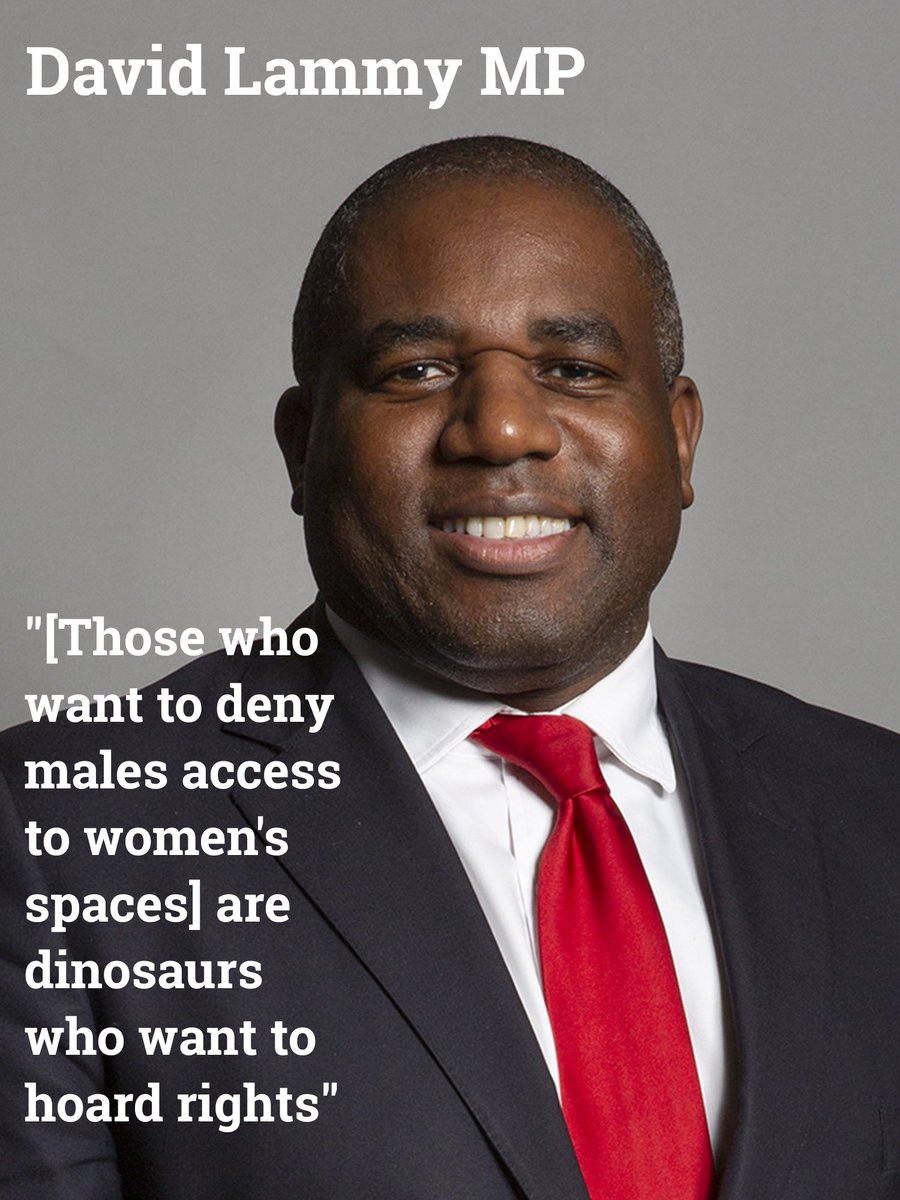 David Lammy MP
"[Those who
want to deny
males access
to women's
spaces] are
dinosaurs
who want to
hoard rights"